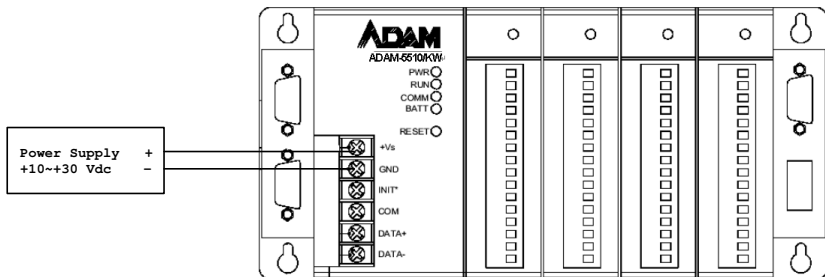 ADAM
ADAM-5510/KW
PWR
RUN
COMM
BATT
RESET
Power Supply +
+10~+30 Vdc −
+Vs
GND
INIT*
COM
DATA+
DATA-